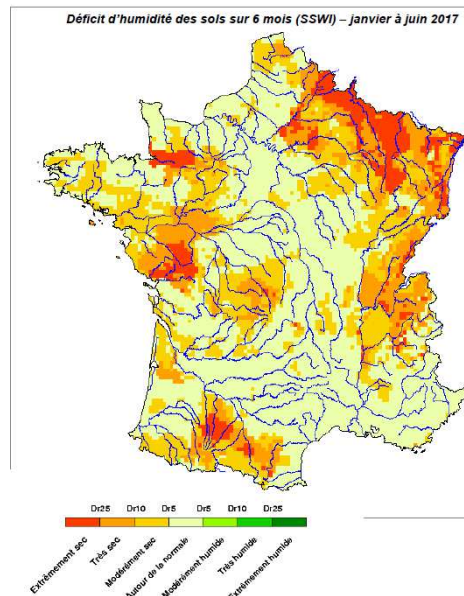 Déficit d'humidité des sols sur 6 mois (SSWI) – janvier à juin 2017
Dr25 Dr10 Dr5 Dr5 Dr10 Dr25
Extrêmement sec
Très sec
Modérément sec
Autour de la normale
Modérément humide
Très humide
Extrêmement humide